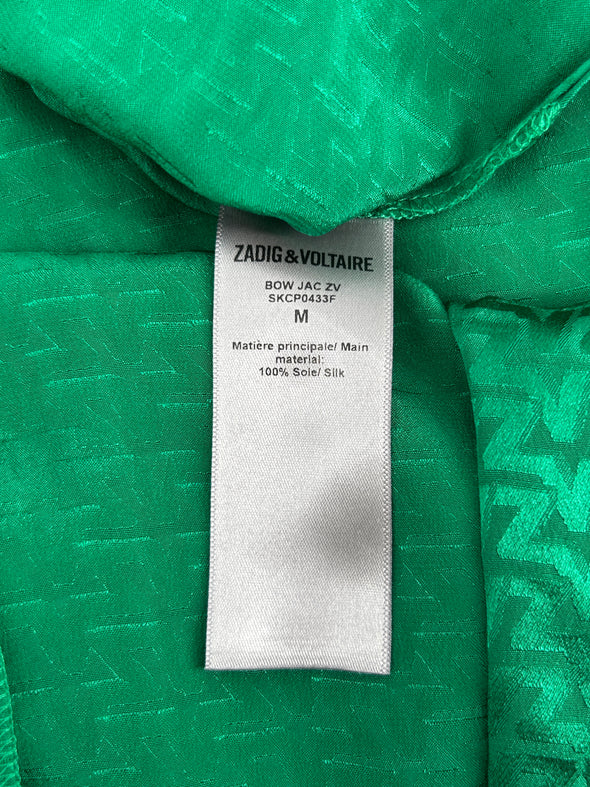 ZADIG&VOLTAIRE
BOW JAC ZV
SKCP0433F
M
Matière principale/ Main
material:
100% Soie/ Silk